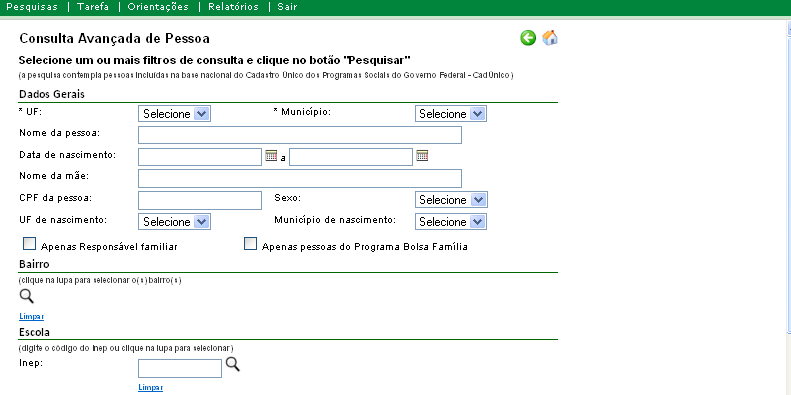 Pesquisas | Tarefa | Orientações | Relatórios | Sair
Consulta Avançada de Pessoa
Selecione um ou mais filtros de consulta e clique no botão "Pesquisar"
(a pesquisa contempla pessoas incluídas na base nacional do Cadastro Único dos Programas Sociais do Governo Federal - CadÚnico)
Dados Gerais
* UF: Selecione * Município: Selecione
Nome da pessoa:
Data de nascimento: a
Nome da mãe:
CPF da pessoa: Sexo: Selecione
UF de nascimento: Selecione Município de nascimento: Selecione
Apenas Responsável familiar Apenas pessoas do Programa Bolsa Família
Bairro
(clique na lupa para selecionar o(s) bairro(s)
Limpar
Escola
(digite o código do Inep ou clique na lupa para selecionar)
Inep:
Limpar